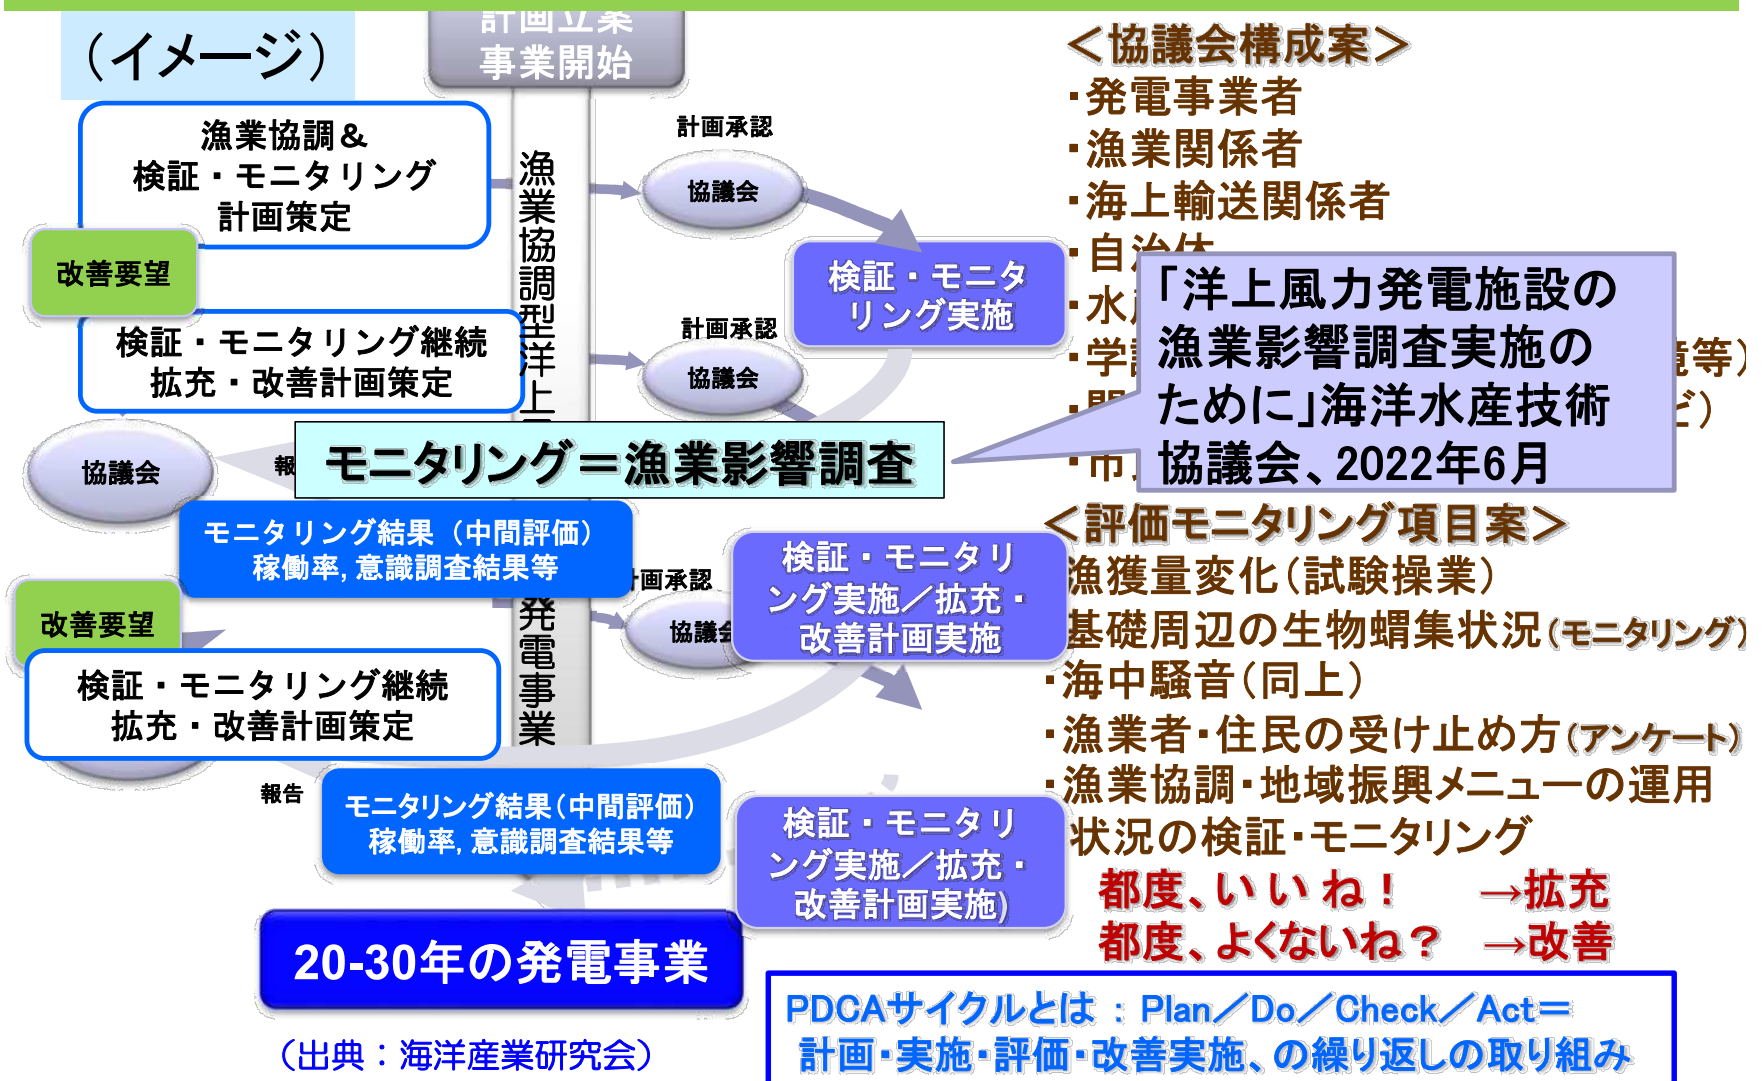 （イメージ）
計画立案
事業開始
漁業協調＆
検証・モニタリング
計画策定
改善要望
検証・モニタリング継続
拡充・改善計画策定
協議会
漁業協調型洋上
発電事業
計画承認
協議会
検証・モニタ
リング実施
計画承認
協議会
報
モニタリング＝漁業影響調査
モニタリング結果（中間評価）
稼働率, 意識調査結果等
計画承認
協議会
検証・モニタリ
ング実施／拡充・
改善計画実施
改善要望
検証・モニタリング継続
拡充・改善計画策定
報告
モニタリング結果（中間評価）
稼働率, 意識調査結果等
検証・モニタリ
ング実施／拡充・
改善計画実施)
20-30年の発電事業
（出典：海洋産業研究会）
＜協議会構成案＞
・発電事業者
・漁業関係者
・海上輸送関係者
・自治体
・水
・学 境等）
・関 ど）
・市
「洋上風力発電施設の
漁業影響調査実施の
ために」海洋水産技術
協議会、2022年6月
＜評価モニタリング項目案＞
漁獲量変化（試験操業）
基礎周辺の生物蝟集状況（モニタリング）
・海中騒音（同上）
・漁業者・住民の受け止め方（アンケート）
・漁業協調・地域振興メニューの運用
状況の検証・モニタリング
都度、いいね！ →拡充
都度、よくないね？ →改善
PDCAサイクルとは：Plan／Do／Check／Act＝
計画・実施・評価・改善実施、の繰り返しの取り組み